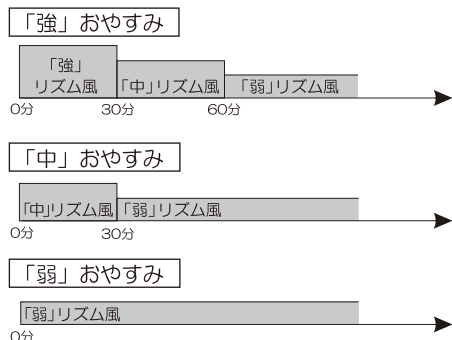 「強」おやすみ
「強」
リズム風
「中」リズム風
「弱」リズム風
0分
30分
60分
「中」おやすみ
「中」リズム風
「弱」リズム風
0分
30分
「弱」おやすみ
「弱」リズム風
0分